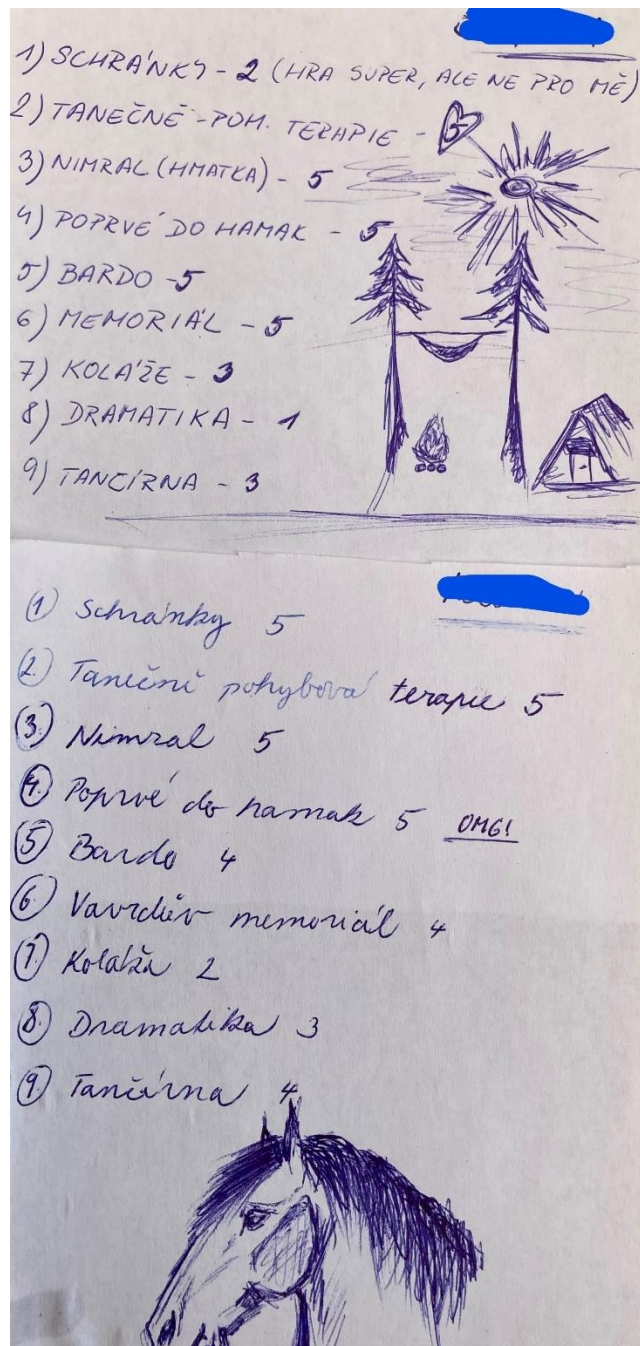 1) SCHRÁNKY - 2 (HRA SUPER, ALE NE PRO MĚ)
2) TANEČNĚ - POH. TERAPIE - 5
3) NIMRAL (HMATKA) - 5
4) POPRVÉ DO HAMAK - 5
5) BARDO - 5
6) MEMORIÁL - 5
7) KOLÁŽE - 3
8) DRAMATIKA - 1
9) TANCÍRNA - 3
1) Schránky 5
2. Tanečně pohybová terapie 5
3. Nimral 5
4. Poprvé do hamak 5 OMG!
5 Bardo 4
6 Vavrdův memoriál 4
7 Kolážа 2
8. Dramatika 3
9 Tančírna 4